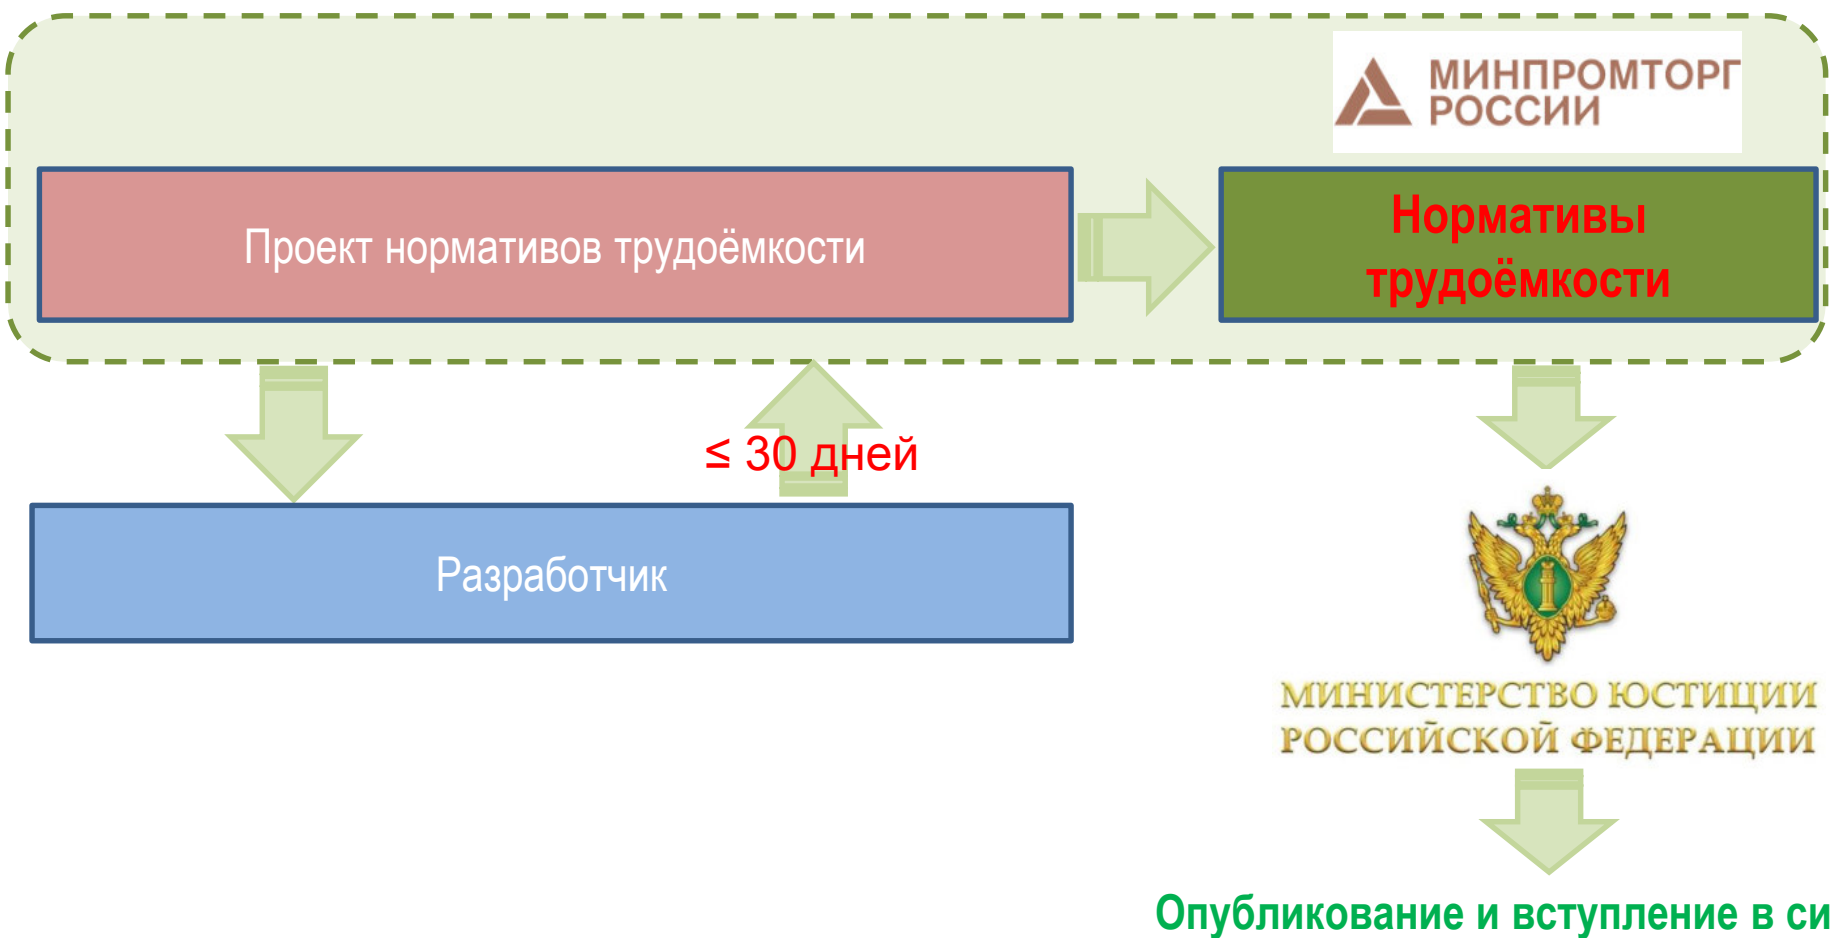 МИНПРОМТОРГ
РОССИИ
Проект нормативов трудоёмкости
Нормативы
трудоёмкости
≤ 30 дней
Разработчик
МИНИСТЕРСТВО ЮСТИЦИИ
РОССИЙСКОЙ ФЕДЕРАЦИИ
Опубликование и вступление в си